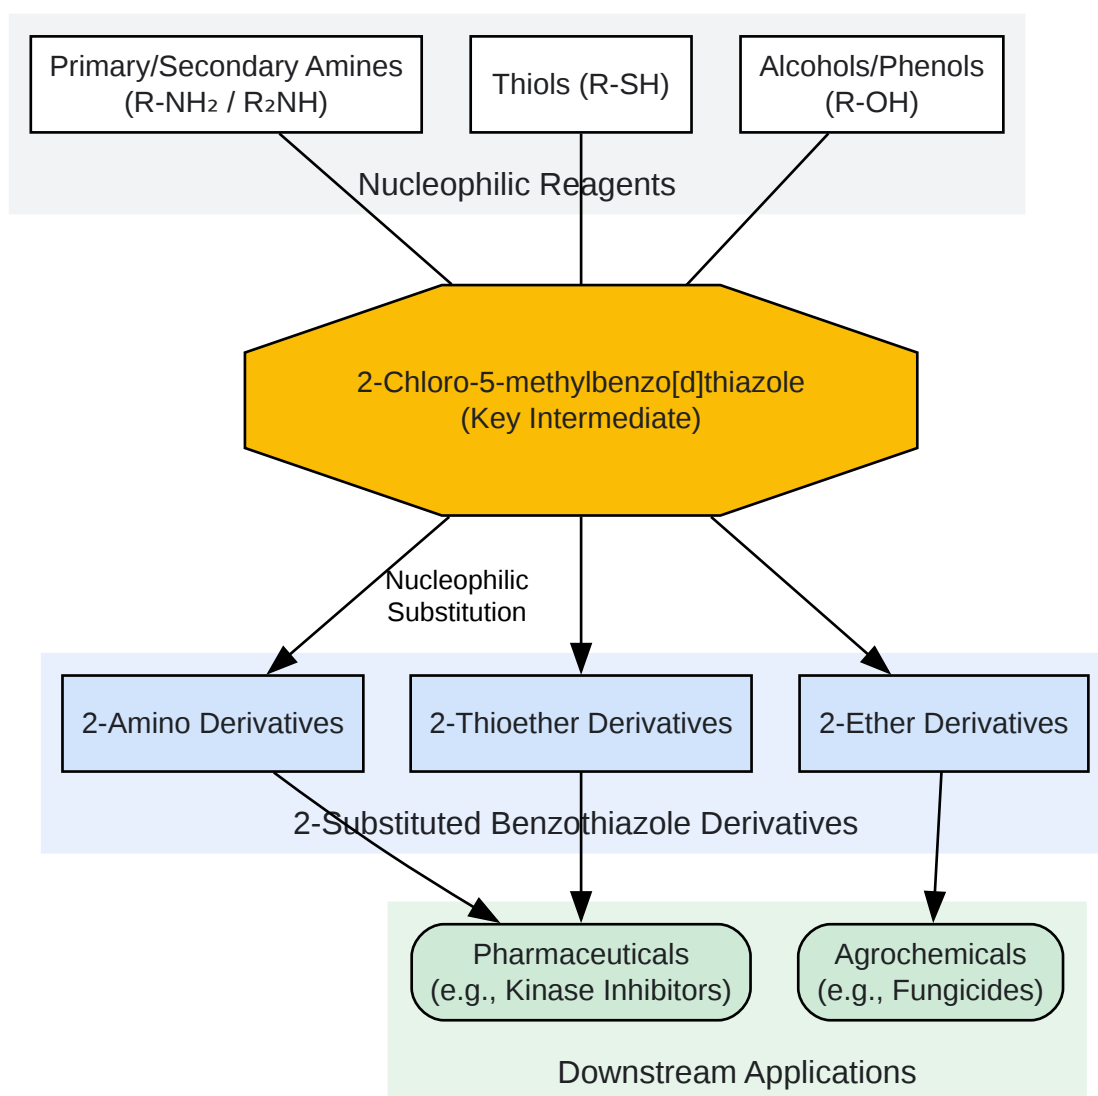 Primary/Secondary Amines
(R-NH₂ / R₂NH)
Thiols (R-SH)
Alcohols/Phenols
(R-OH)
Nucleophilic Reagents
2-Chloro-5-methylbenzo[d]thiazole
(Key Intermediate)
Nucleophilic
Substitution
2-Amino Derivatives
2-Thioether Derivatives
2-Ether Derivatives
2-Substituted Benzothiazole Derivatives
Pharmaceuticals
(e.g., Kinase Inhibitors)
Agrochemicals
(e.g., Fungicides)
Downstream Applications